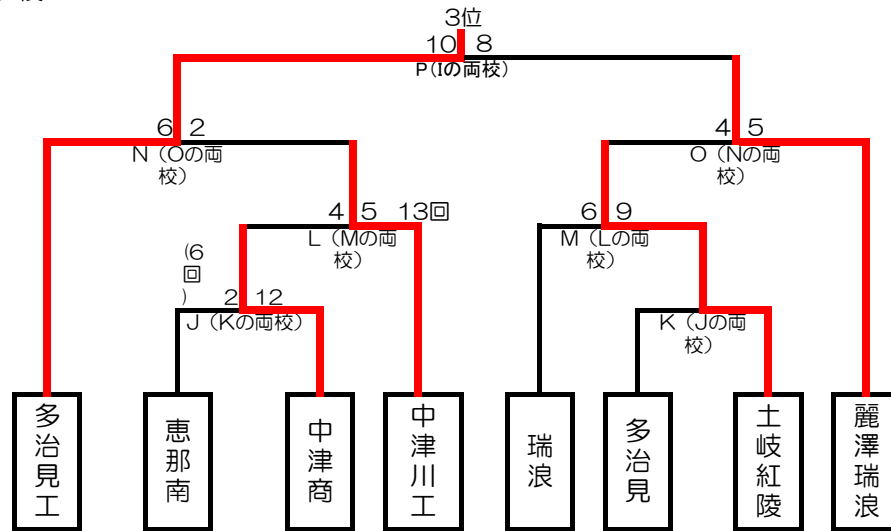 3位
10 8
P(Iの両校)
6 2
N (Oの両
校)
4 5
O (Nの両
校)
4 5 13回
L (Mの両
校)
6 9
M (Lの両
校)
(6
回
)
2 12
J (Kの両校)
K (Jの両
校)
多治見工
恵那南
中津商
中津川工
瑞浪
多治見
土岐紅陵
麗澤瑞浪